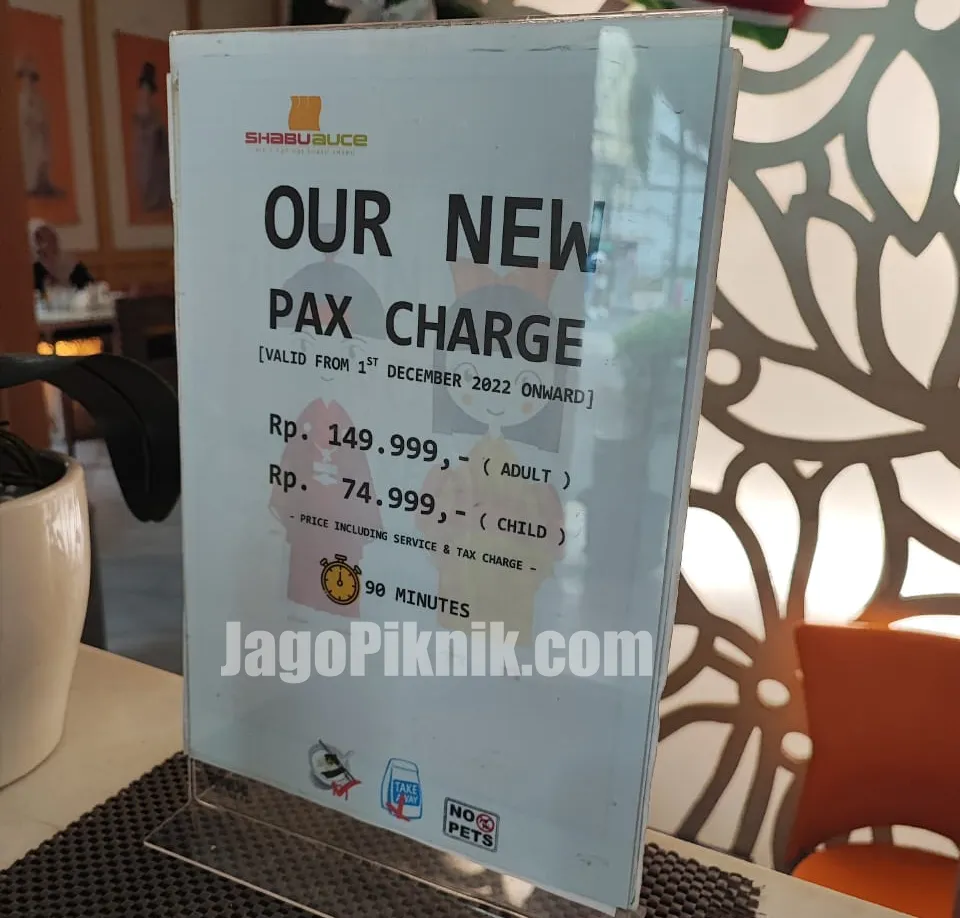 SHABUAUCE
OUR NEW
PAX CHARGE
[VALID FROM 1ST DECEMBER 2022 ONWARD]
Rp. 149.999,- ( ADULT )
Rp. 74.999,- ( CHILD )
- PRICE INCLUDING SERVICE & TAX CHARGE -
90 MINUTES
JagoPiknik.com
TAKE
AWAY
NO
PETS